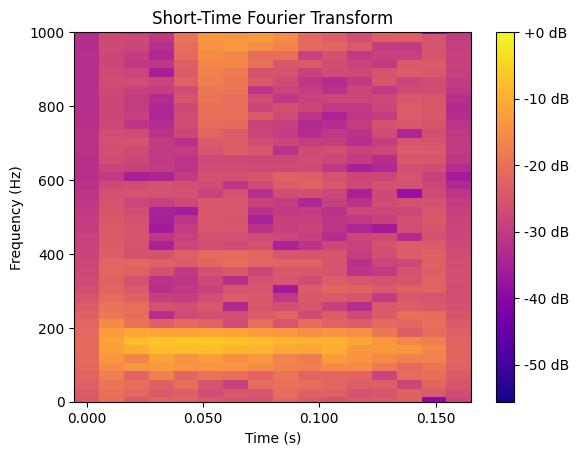 Short-Time Fourier Transform
1000
800
600
400
200
0
Frequency (Hz)
0.000
0.050
0.100
0.150
Time (s)
+0 dB
-10 dB
-20 dB
-30 dB
-40 dB
-50 dB